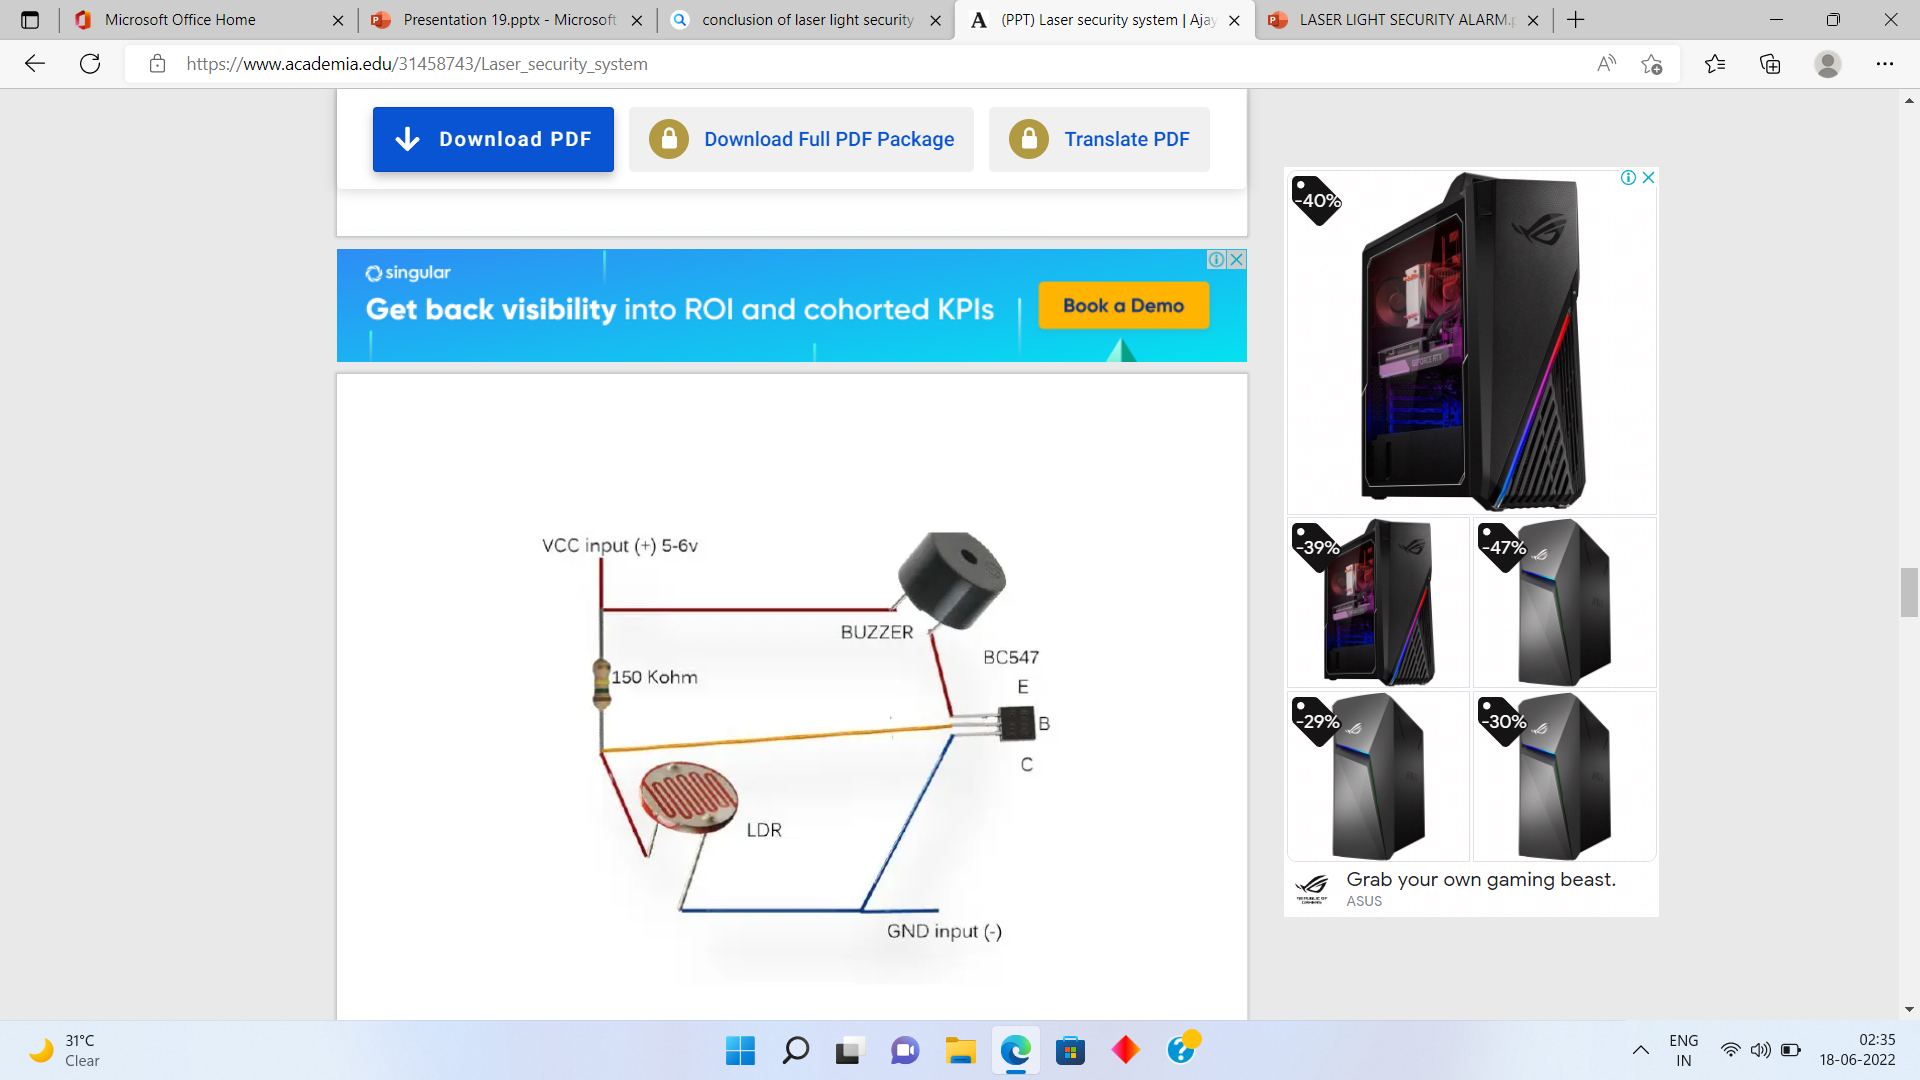 Microsoft Office Home
Presentation 19.pptx - Microsoft
conclusion of laser light security
(PPT) Laser security system | Ajay
LASER LIGHT SECURITY ALARM.
https://www.academia.edu/31458743/Laser_security_system
Download PDF
Download Full PDF Package
Translate PDF
singular
Get back visibility into ROI and cohorted KPIs
Book a Demo
VCC input (+) 5-6v
BUZZER
150 Kohm
BC547
E
B
C
LDR
GND input (-)
-40%
-39%
-47%
-29%
-30%
Grab your own gaming beast.
ASUS
31°C
Clear
ENG
IN
02:35
18-06-2022